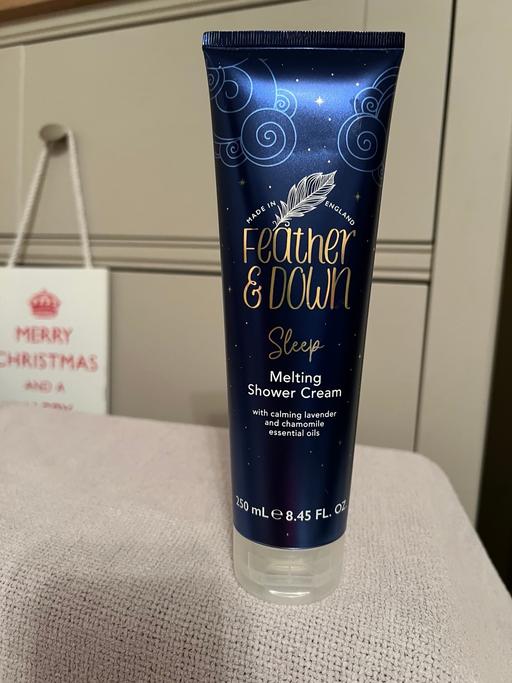 MADE IN ENGLAND
Feather
& DOWN
Sleep
Melting
Shower Cream
with calming lavender
and chamomile
essential oils
250 mL ℮ 8.45 FL. OZ.
MERRY
CHRISTMAS
AND A